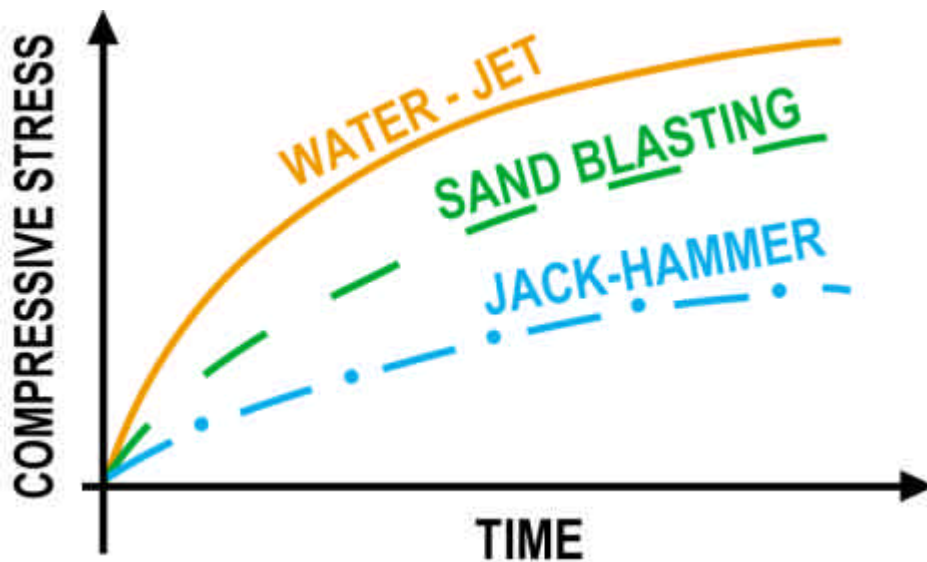 COMPRESSIVE STRESS
WATER - JET
SAND BLASTING
JACK-HAMMER
TIME